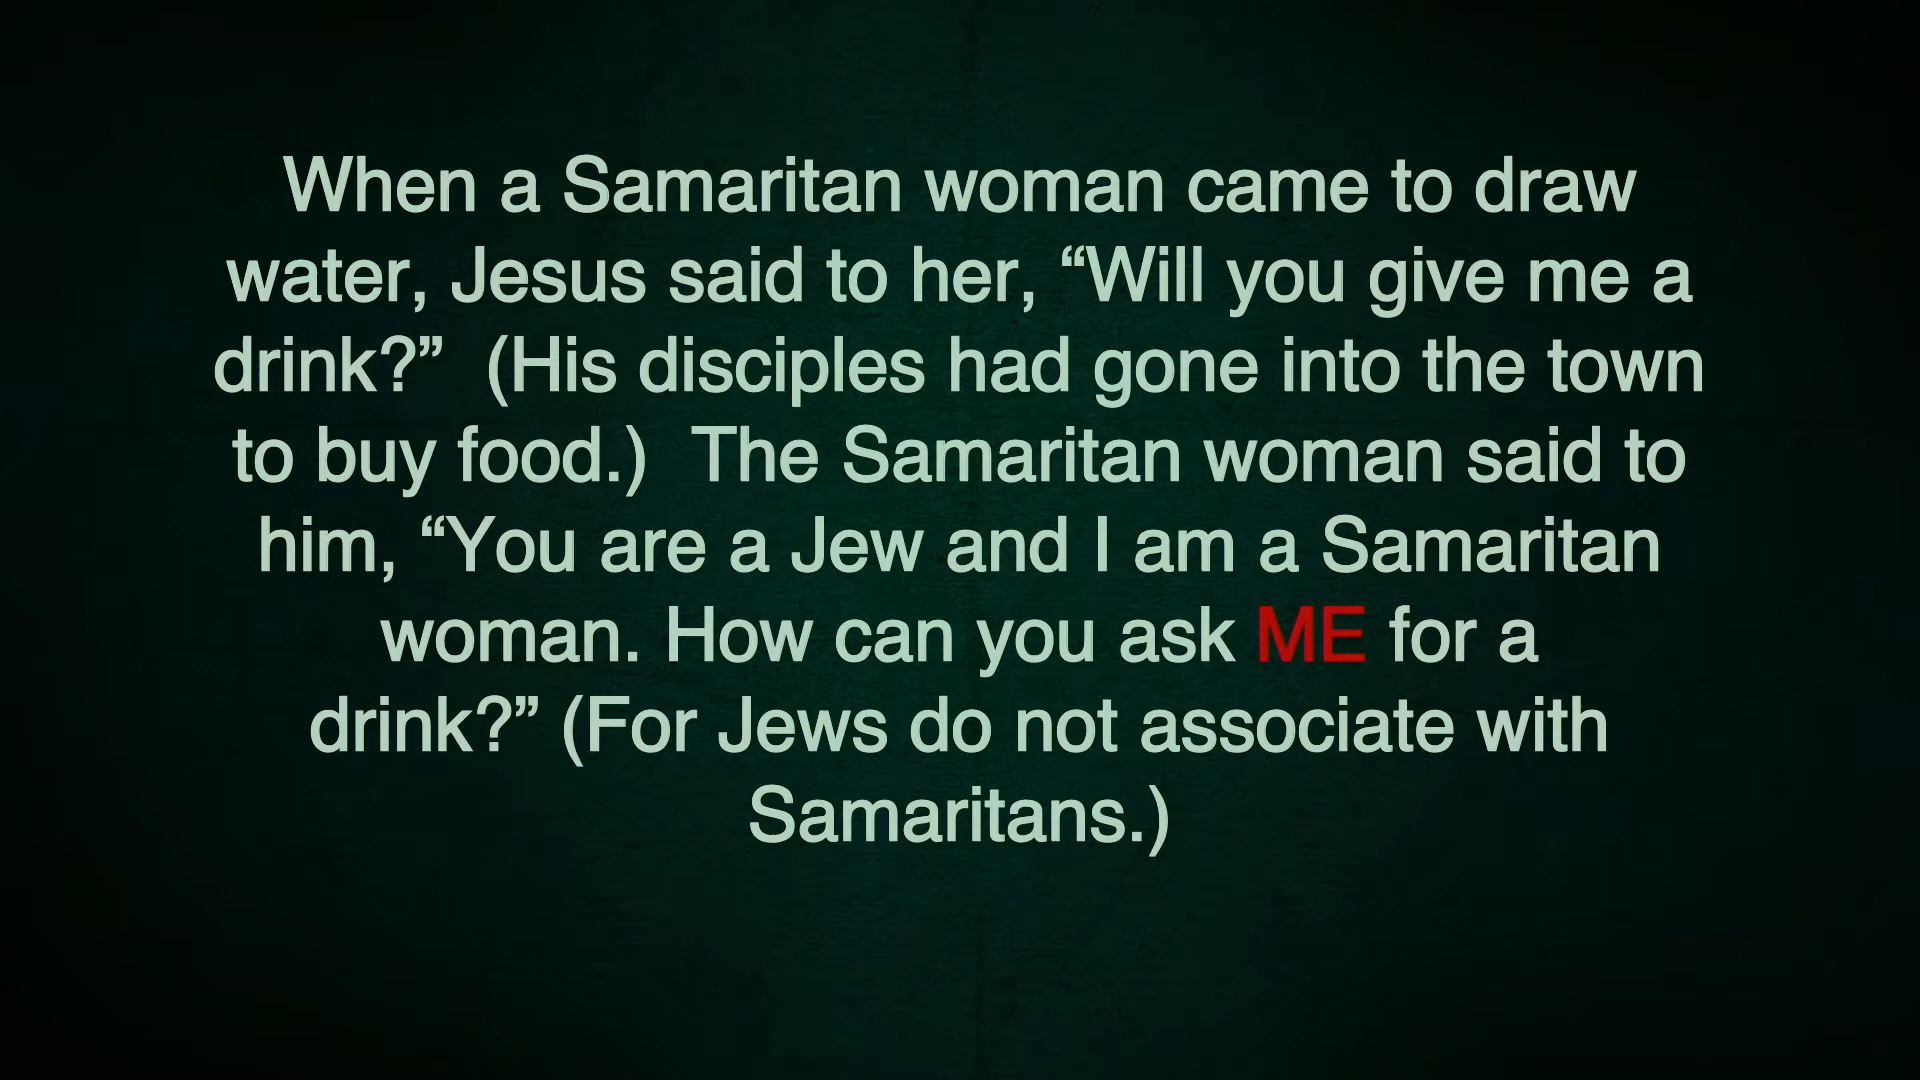 When a Samaritan woman came to draw
water, Jesus said to her, “Will you give me a
drink?”  (His disciples had gone into the town
to buy food.)  The Samaritan woman said to
him, “You are a Jew and I am a Samaritan
woman. How can you ask ME for a
drink?” (For Jews do not associate with
Samaritans.)